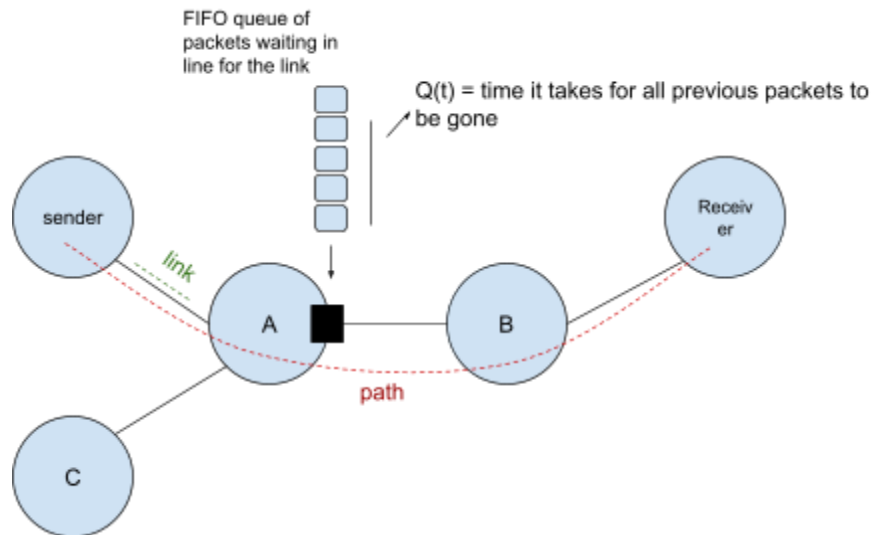 FIFO queue of
packets waiting in
line for the link
Q(t) = time it takes for all previous packets to
be gone
sender
link
Receiv
er
A
B
path
C